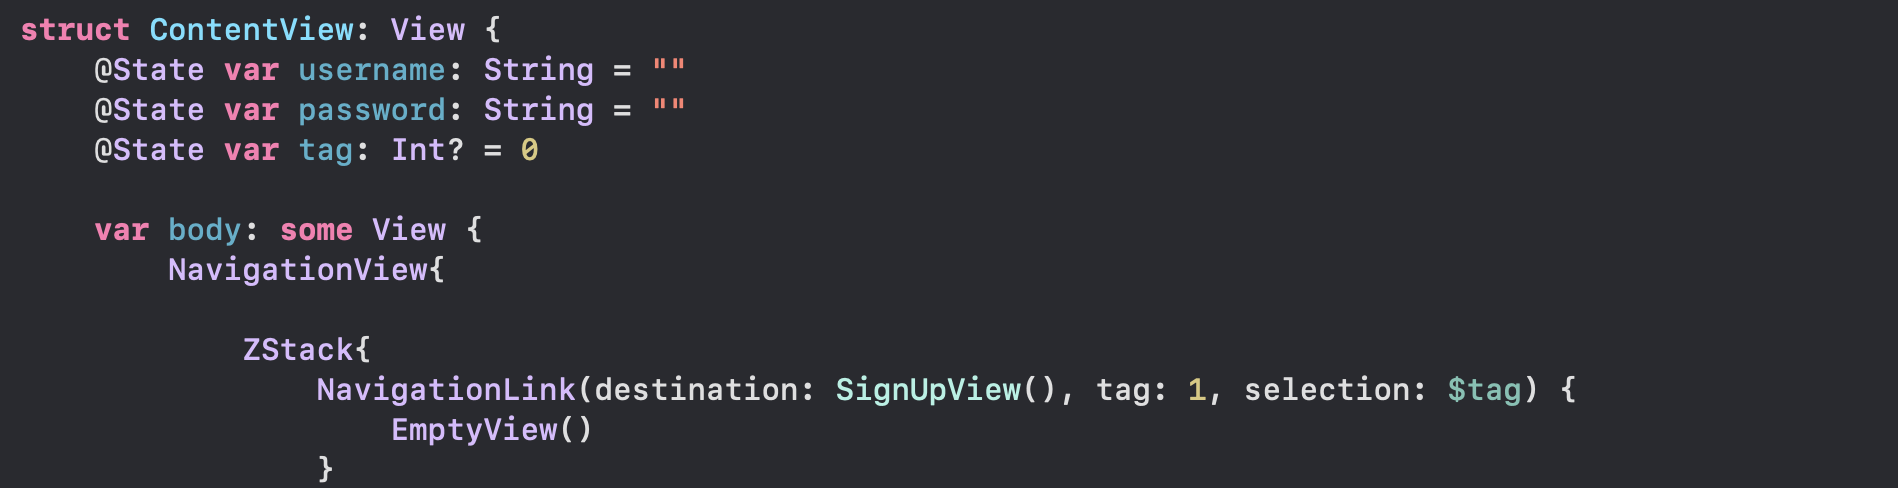 struct ContentView: View {
    @State var username: String = ""
    @State var password: String = ""
    @State var tag: Int? = 0
    var body: some View {
        NavigationView{
            ZStack{
                NavigationLink(destination: SignUpView(), tag: 1, selection: $tag) {
                    EmptyView()
                }